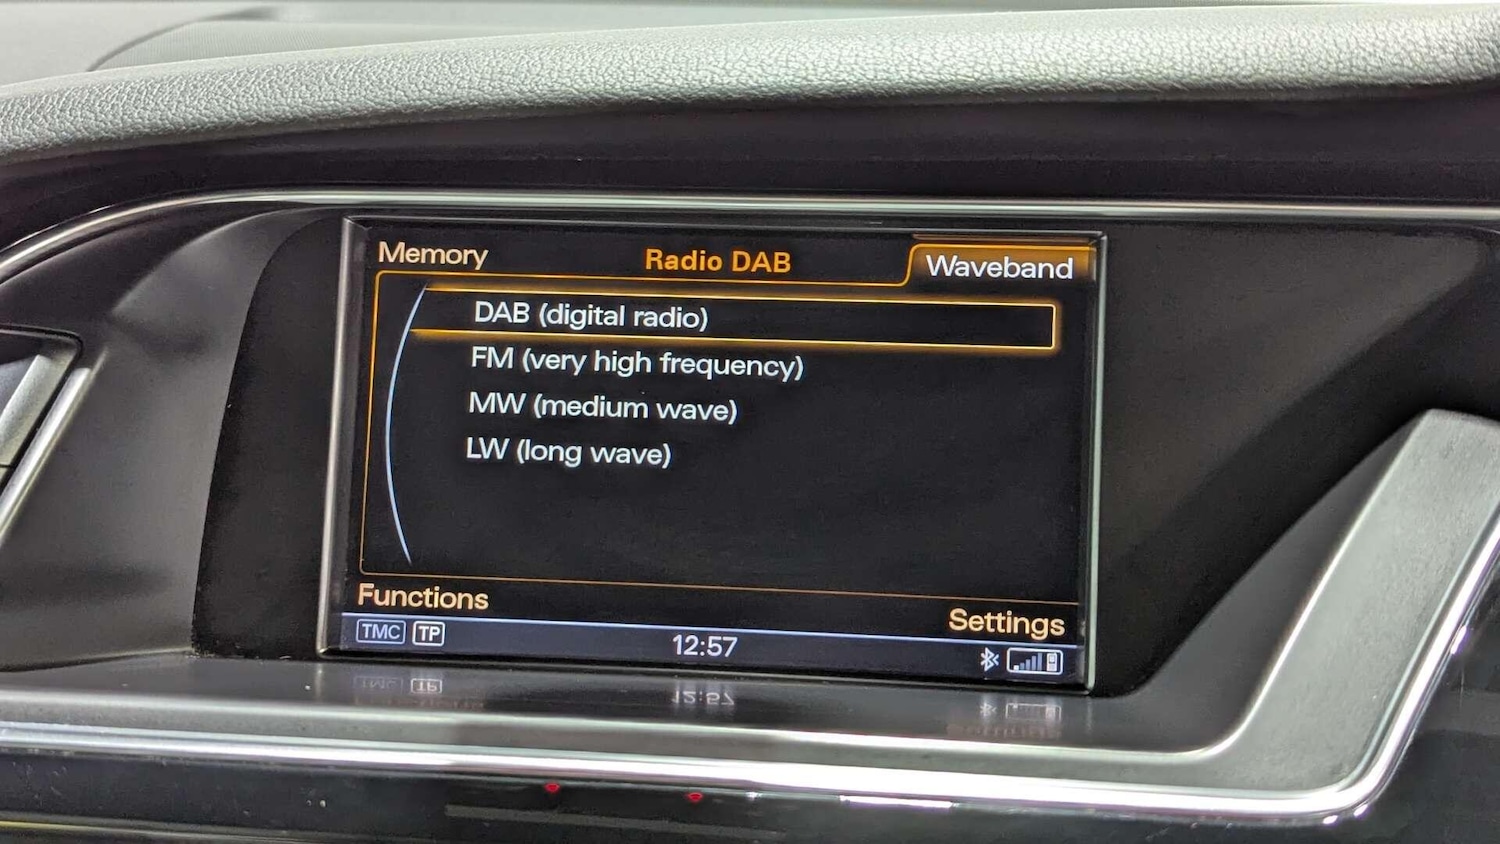 Memory
Radio DAB
Waveband
DAB (digital radio)
FM (very high frequency)
MW (medium wave)
LW (long wave)
Functions
Settings
TMC TP
12:57